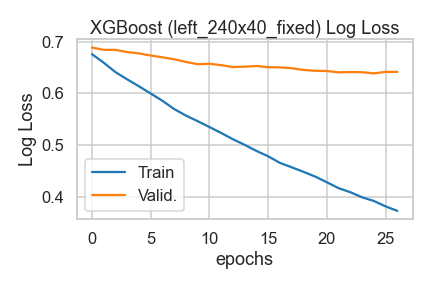 XGBoost (left_240x40_fixed) Log Loss
0.7
0.6
0.5
0.4
Log Loss
Train
Valid.
0 5 10 15 20 25
epochs